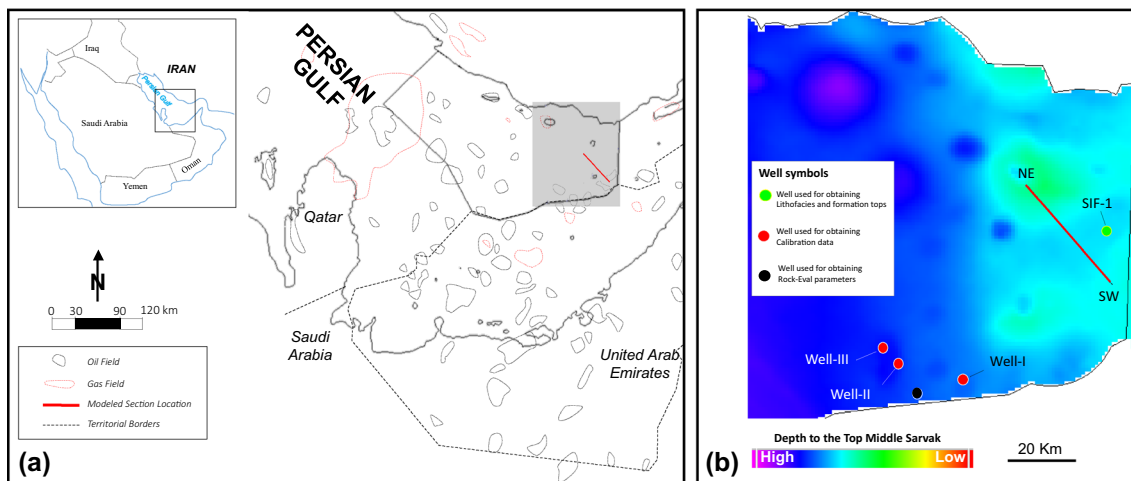 Iraq
IRAN
Persian Gulf
Saudi Arabia
Oman
Yemen
PERSIAN
GULF
Qatar
N
0 30 90 120 km
Saudi
Arabia
United Arab
Emirates
Oil Field
Gas Field
Modeled Section Location
Territorial Borders
(a)
NE
SIF-1
SW
Well symbols
Well used for obtaining
Lithofacies and formation tops
Well used for obtaining
Calibration data
Well used for obtaining
Rock-Eval parameters
Well-III
Well-II
Well-I
Depth to the Top Middle Sarvak
High
Low
20 Km
(b)